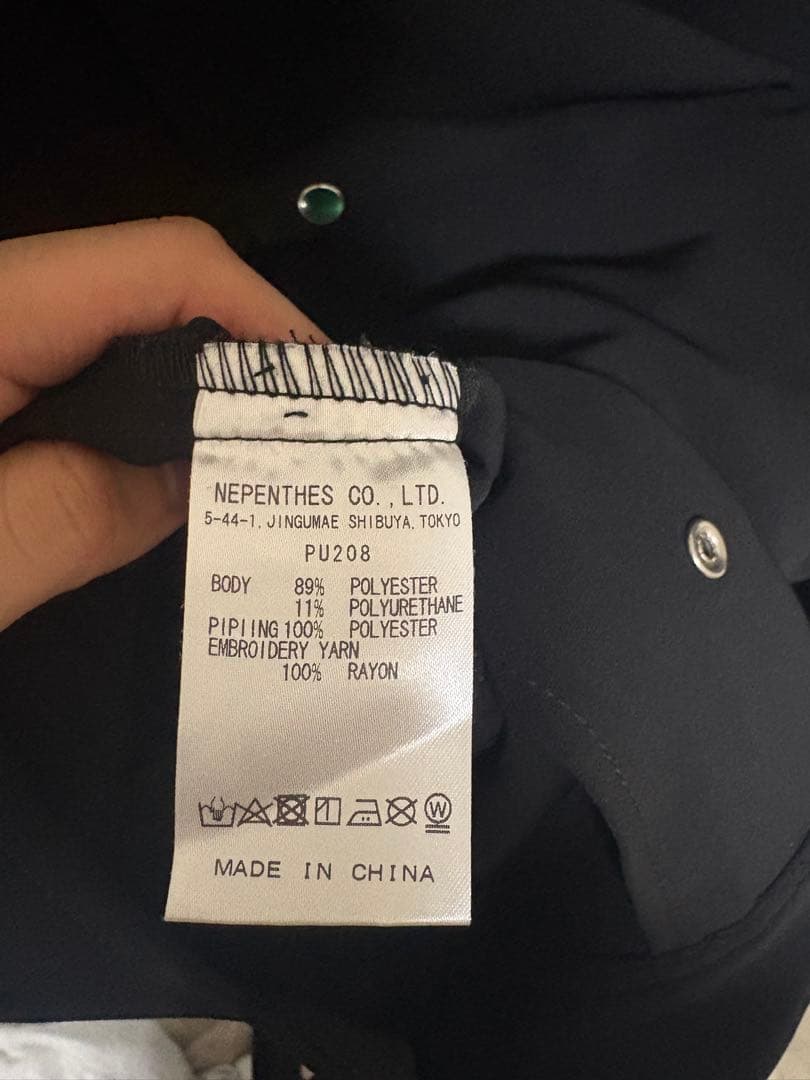 NEPENTHES CO.,LTD.
5-44-1, JINGUMAE SHIBUYA, TOKYO
PU208
BODY 89% POLYESTER
11% POLYURETHANE
PIPIING 100% POLYESTER
EMBROIDERY YARN
100% RAYON
W
MADE IN CHINA